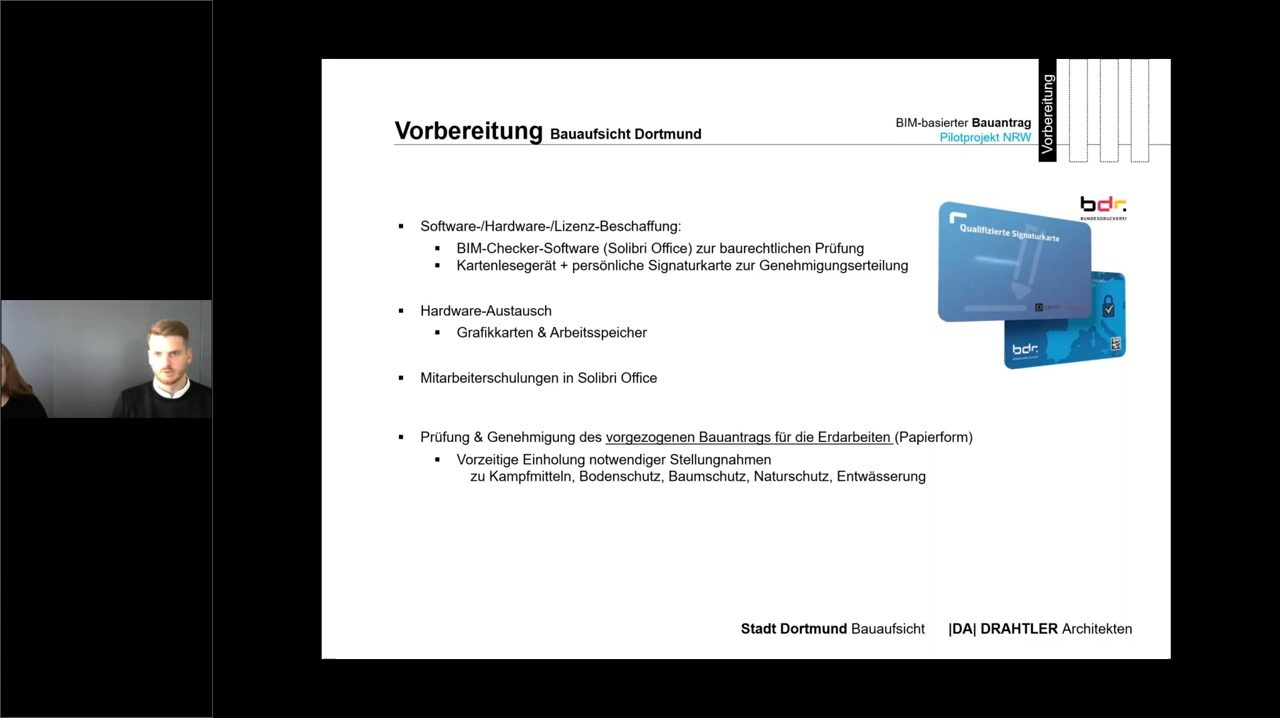 Vorbereitung Bauaufsicht Dortmund
BIM-basierter Bauantrag
Pilotprojekt NRW
Vorbereitung
bdr.
BUNDESDRUCKEREI
Qualifizierte Signaturkarte
bdr.
▪ Software-/Hardware-/Lizenz-Beschaffung:
▪ BIM-Checker-Software (Solibri Office) zur baurechtlichen Prüfung
▪ Kartenlesegerät + persönliche Signaturkarte zur Genehmigungserteilung
▪ Hardware-Austausch
▪ Grafikkarten & Arbeitsspeicher
▪ Mitarbeiterschulungen in Solibri Office
▪ Prüfung & Genehmigung des vorgezogenen Bauantrags für die Erdarbeiten (Papierform)
▪ Vorzeitige Einholung notwendiger Stellungnahmen
zu Kampfmitteln, Bodenschutz, Baumschutz, Naturschutz, Entwässerung
Stadt Dortmund Bauaufsicht |DA| DRAHTLER Architekten